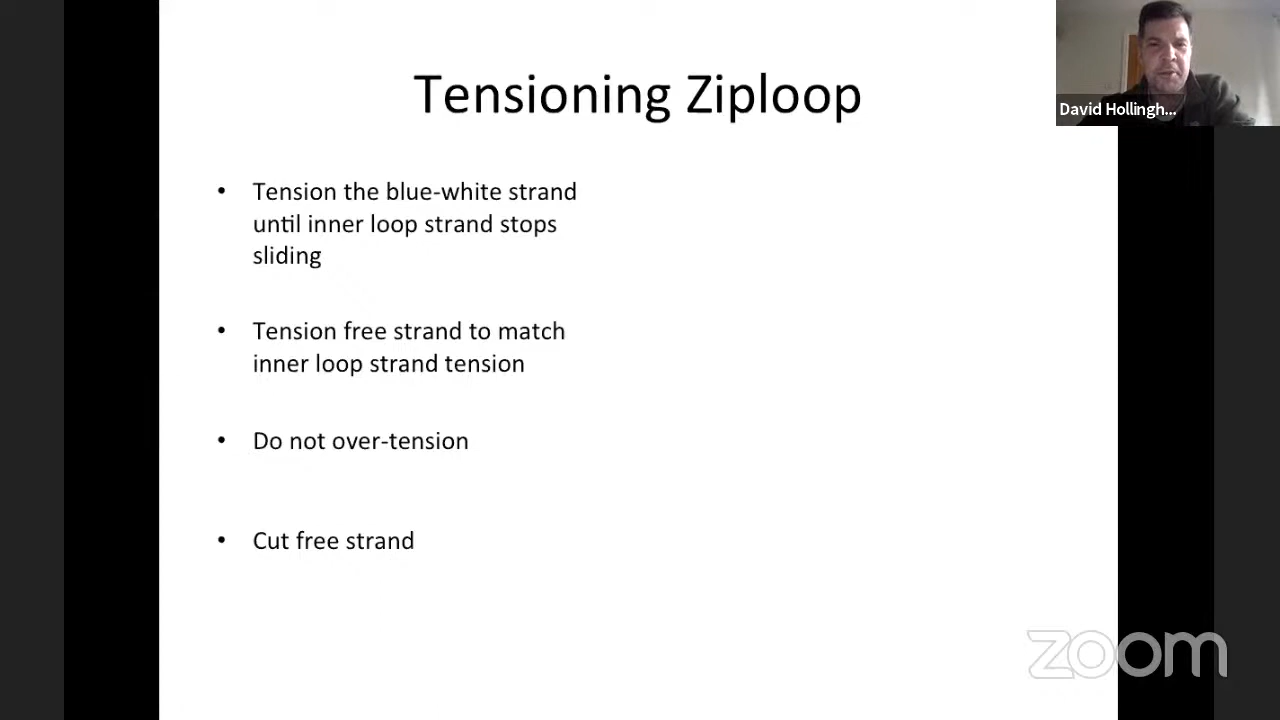 Tensioning Ziploop
David Hollingh...
• Tension the blue-white strand
until inner loop strand stops
sliding
• Tension free strand to match
inner loop strand tension
• Do not over-tension
• Cut free strand
zoom